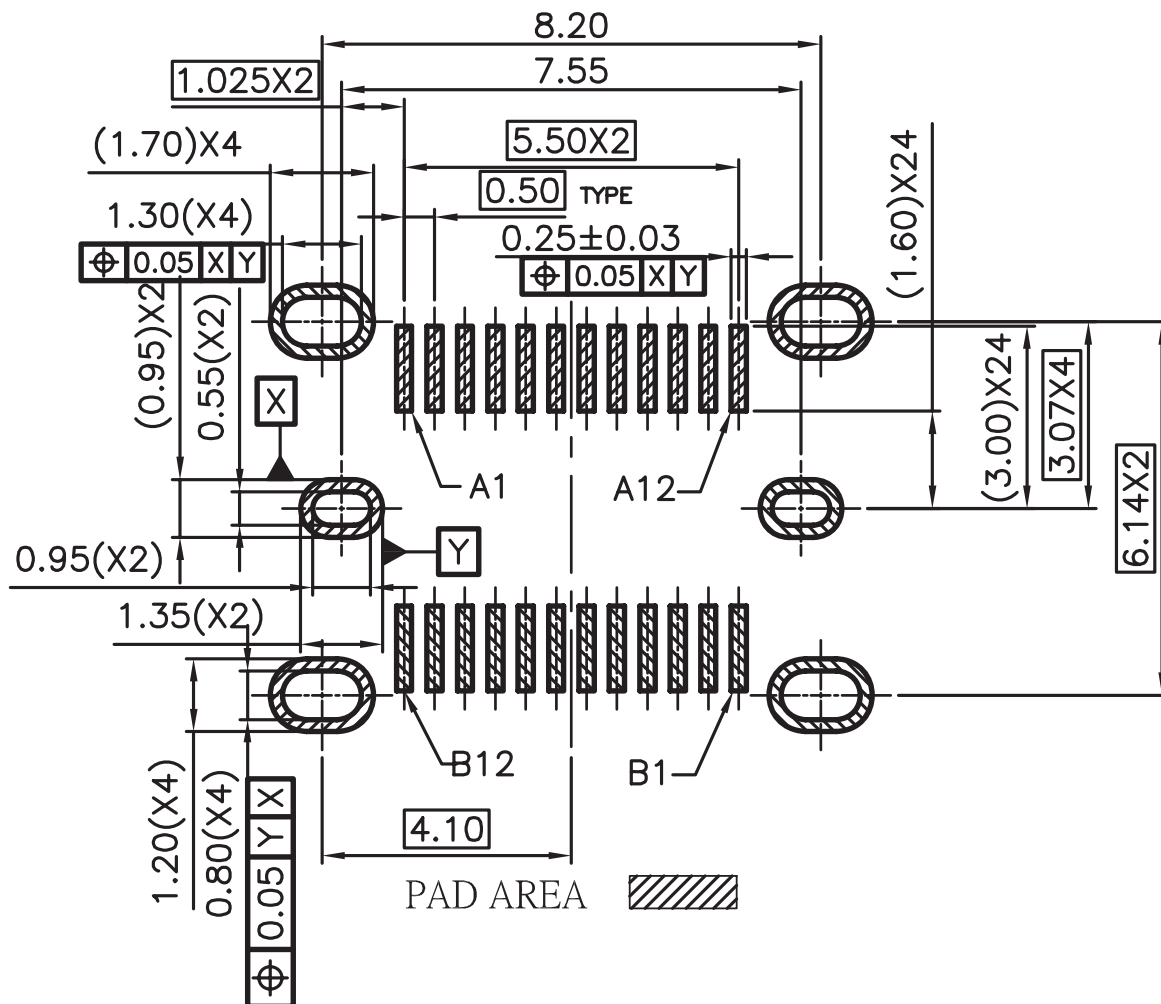 8.20
7.55
1.025X2
(1.70)X4
5.50X2
0.50 TYPE
1.30(X4)
0.25±0.03
⌖ 0.05 X Y
⌖ 0.05 X Y
(1.60)X24
(0.95)X2
0.55(X2)
X
(3.00)X24
3.07X4
6.14X2
A1
A12
Y
0.95(X2)
1.35(X2)
B12
B1
1.20(X4)
0.80(X4)
⌖ 0.05 Y X
4.10
PAD AREA